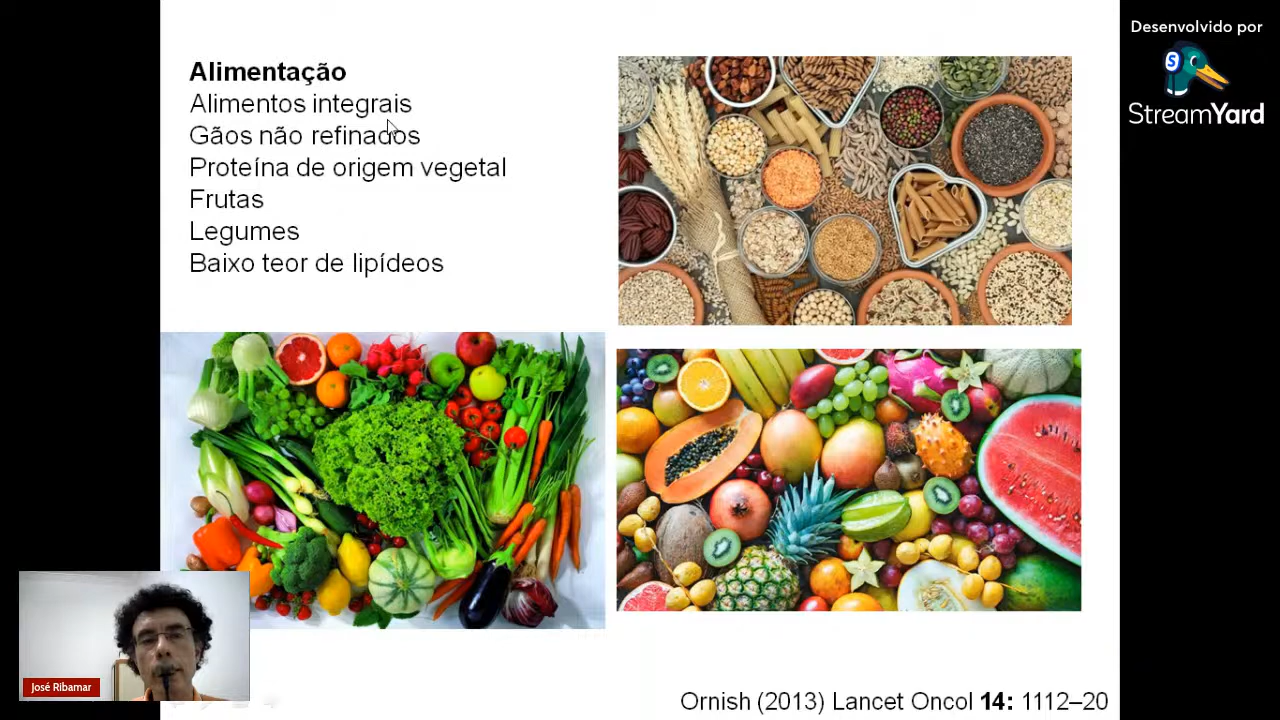 Alimentação
Alimentos integrais
Gãos não refinados
Proteína de origem vegetal
Frutas
Legumes
Baixo teor de lipídeos
Desenvolvido por
S
StreamYard
José Ribamar
Ornish (2013) Lancet Oncol 14: 1112–20